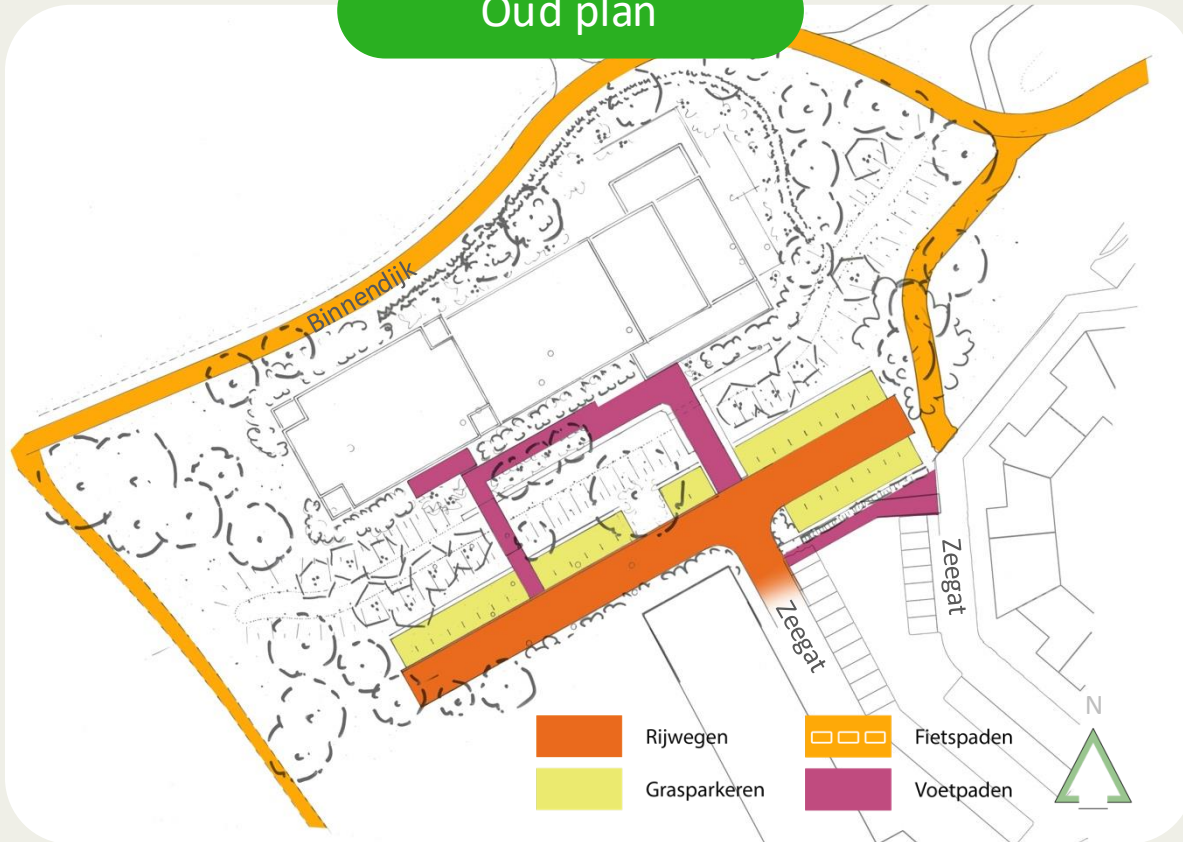 Oud plan
Binnendijk
Zeegat
Zeegat
N
Rijwegen
Fietspaden
Grasparkeren
Voetpaden